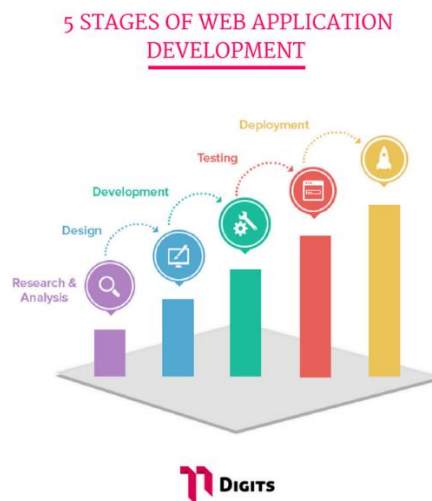 5 STAGES OF WEB APPLICATION
DEVELOPMENT
Deployment
Testing
Development
Design
Research &
Analysis
DIGITS